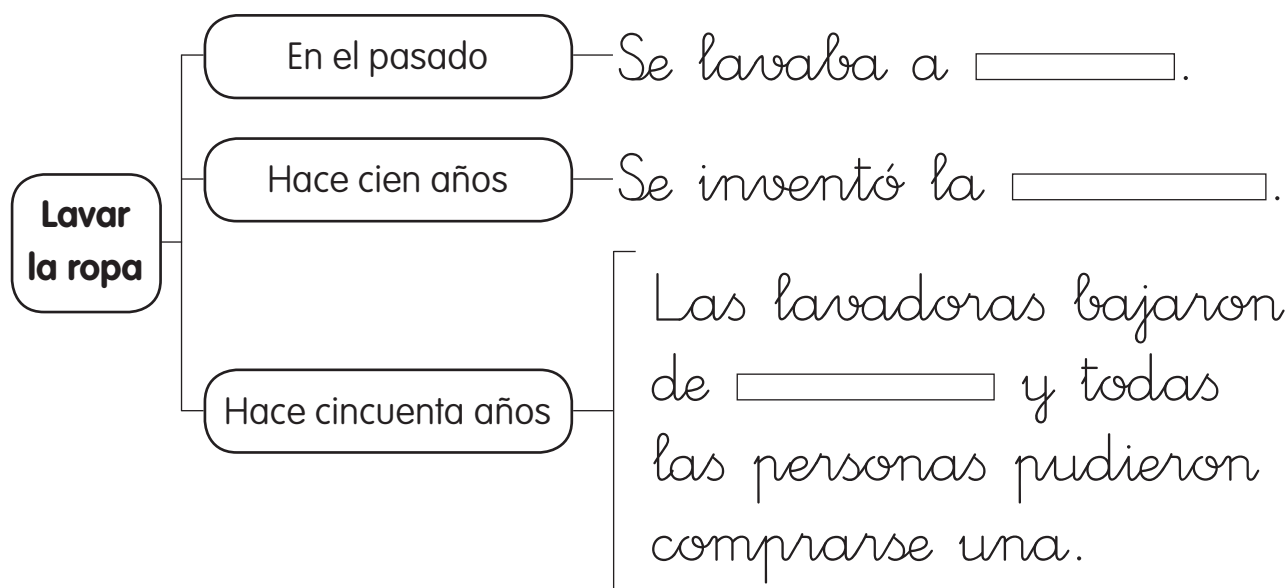 En el pasado
Se lavaba a .
Hace cien años
Se inventó la .
Lavar
la ropa
Hace cincuenta años
Las lavadoras bajaron
de y todas
las personas pudieron
comprarse una.